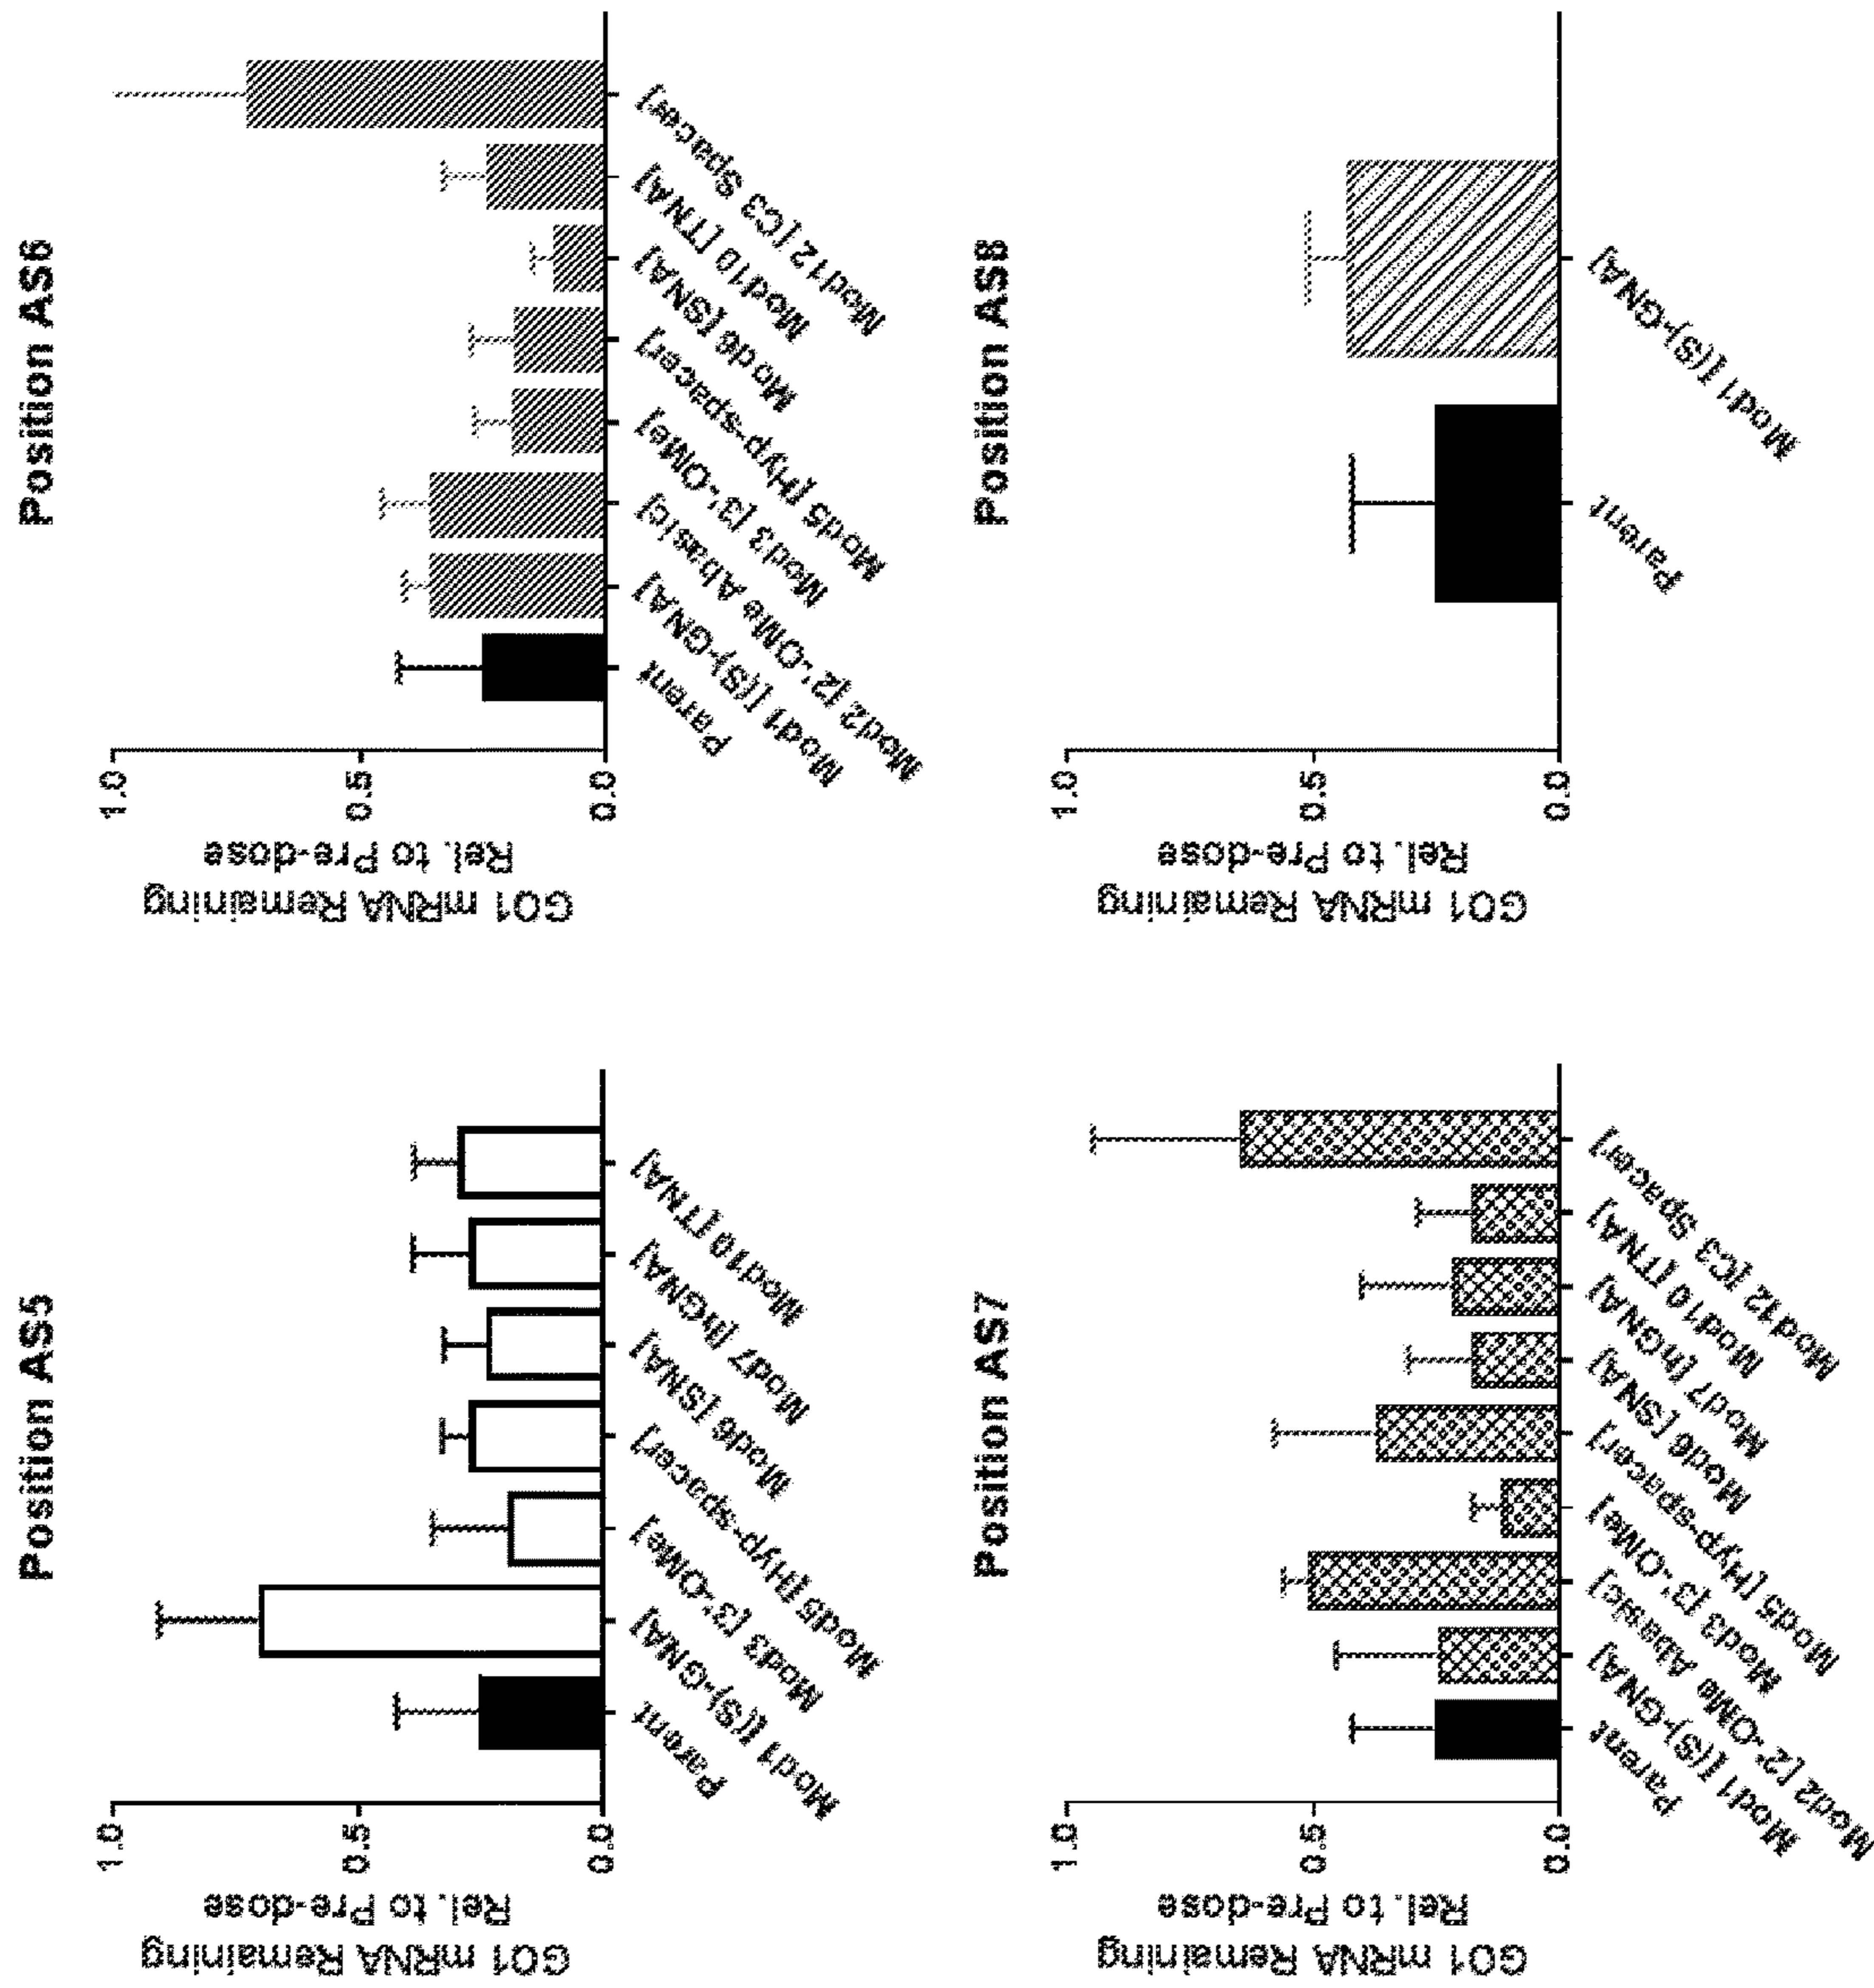 Position AS5
GO1 mRNA Remaining
Rel. to Pre-dose
1.0
0.5
0.0
Parent
Mod1 [(S)-GNA]
Mod3 [3'-OMe]
Mod5 [Hyp-spacer]
Mod6 [SNA]
Mod7 [hGNA]
Mod10 [TNA]
Position AS6
GO1 mRNA Remaining
Rel. to Pre-dose
1.0
0.5
0.0
Parent
Mod1 [(S)-GNA]
Mod2 [2'-OMe Abasic]
Mod3 [3'-OMe]
Mod5 [Hyp-spacer]
Mod6 [SNA]
Mod10 [TNA]
Mod12 [C3 Spacer]
Position AS7
GO1 mRNA Remaining
Rel. to Pre-dose
1.0
0.5
0.0
Parent
Mod1 [(S)-GNA]
Mod2 [2'-OMe Abasic]
Mod3 [3'-OMe]
Mod5 [Hyp-spacer]
Mod6 [SNA]
Mod7 [hGNA]
Mod10 [TNA]
Mod12 [C3 Spacer]
Position AS8
GO1 mRNA Remaining
Rel. to Pre-dose
1.0
0.5
0.0
Parent
Mod1 [(S)-GNA]